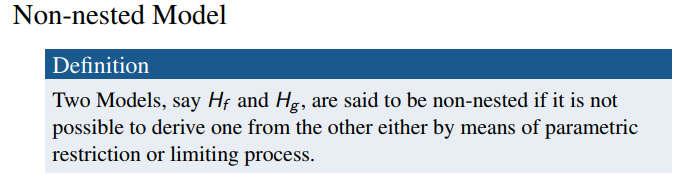 Non-nested Model
Definition
Two Models, say H_f and H_g, are said to be non-nested if it is not
possible to derive one from the other either by means of parametric
restriction or limiting process.